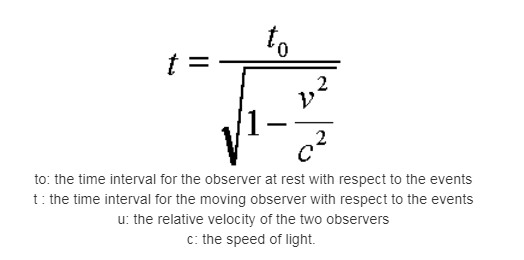 t = t₀ / √(1 − v²/c²)
to: the time interval for the observer at rest with respect to the events
t : the time interval for the moving observer with respect to the events
u: the relative velocity of the two observers
c: the speed of light.